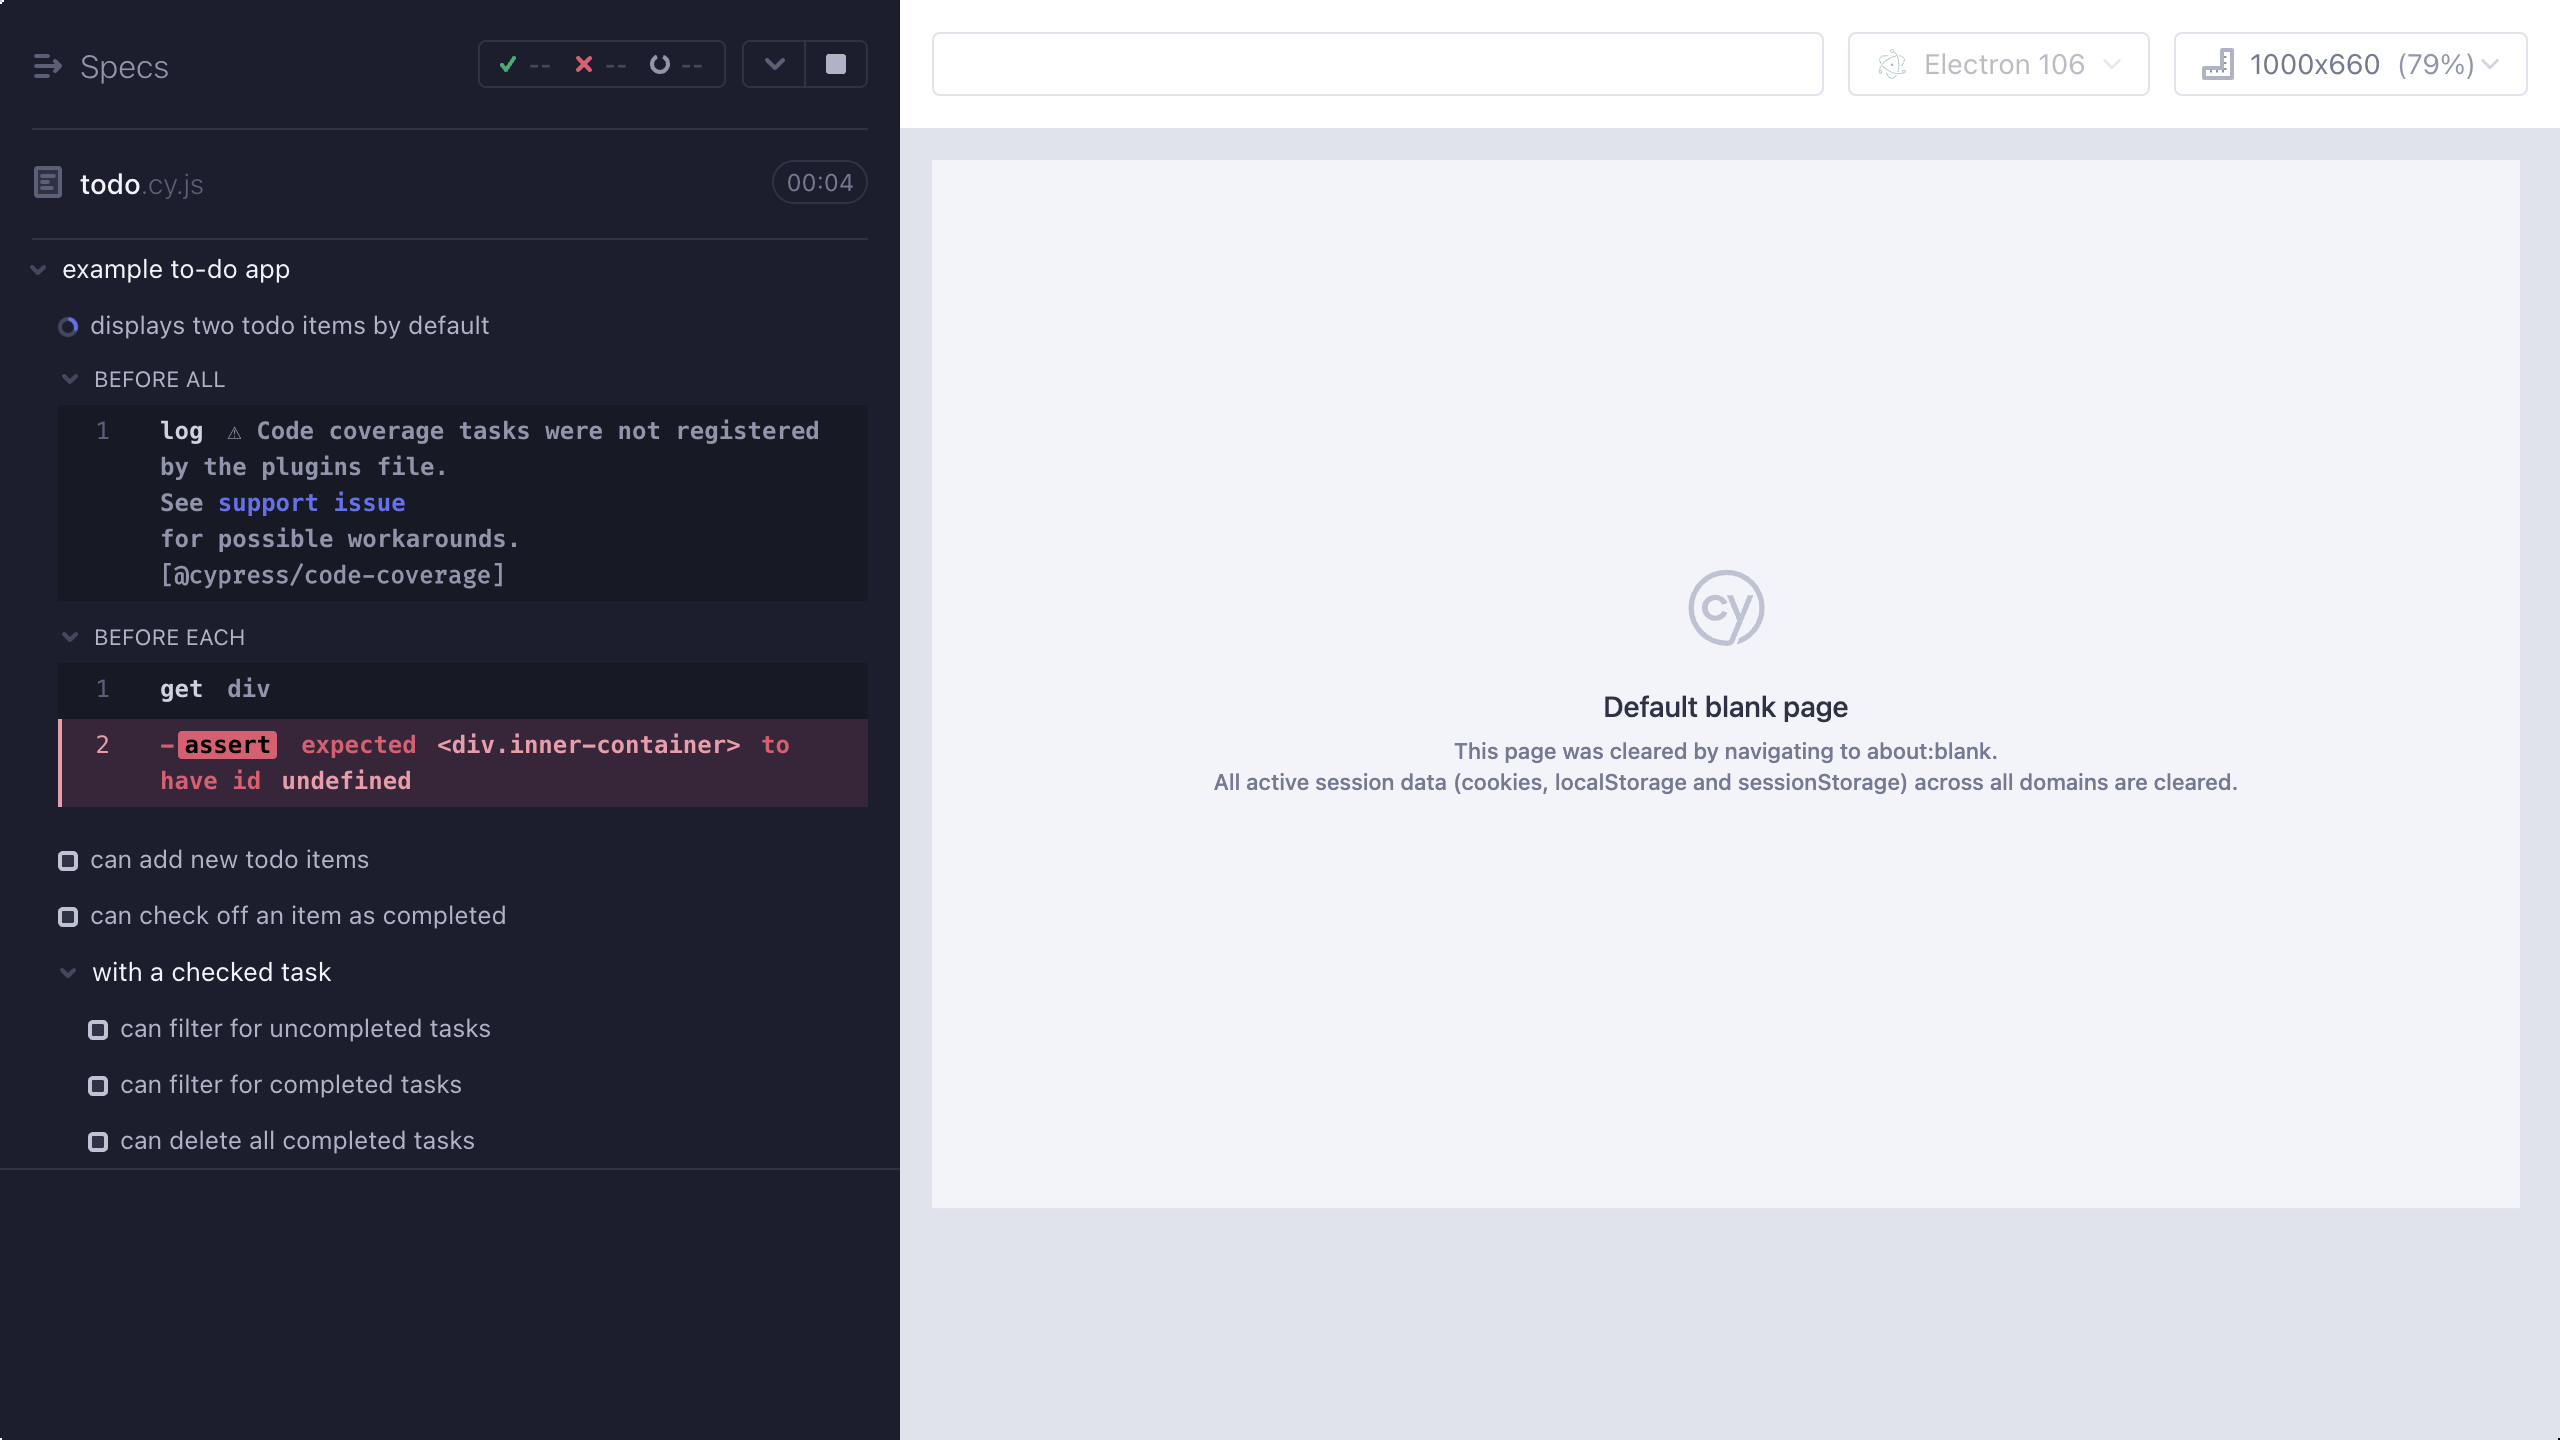 Specs
-- -- --
todo.cy.js
00:04
example to-do app
displays two todo items by default
BEFORE ALL
1 log ⚠ Code coverage tasks were not registered
by the plugins file.
See support issue
for possible workarounds.
[@cypress/code-coverage]
BEFORE EACH
1 get div
2 -assert expected <div.inner-container> to
have id undefined
can add new todo items
can check off an item as completed
with a checked task
can filter for uncompleted tasks
can filter for completed tasks
can delete all completed tasks
Electron 106
1000x660 (79%)
cy
Default blank page
This page was cleared by navigating to about:blank.
All active session data (cookies, localStorage and sessionStorage) across all domains are cleared.